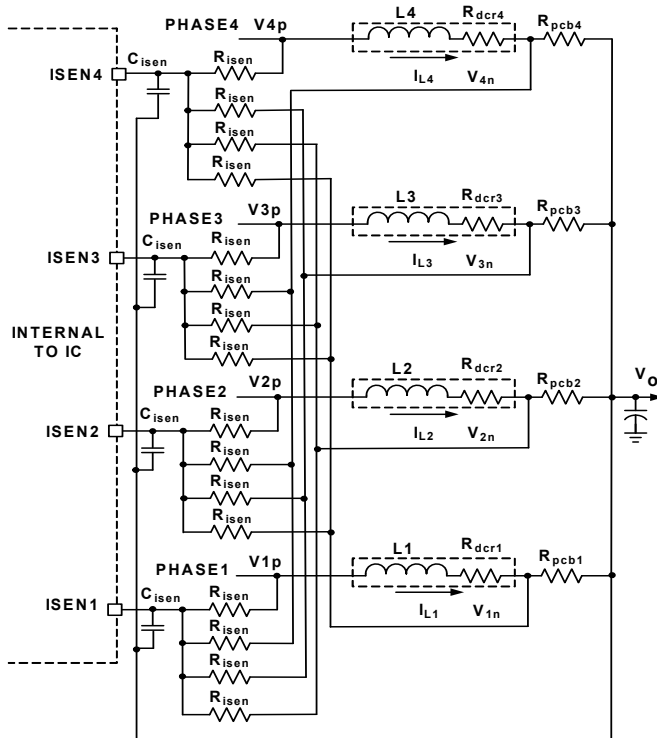 PHASE4 V4p L4 Rdcr4 Rpcb4
ISEN4 Cisen Risen IL4 V4n
Risen
Risen
Risen
PHASE3 V3p L3 Rdcr3 Rpcb3
ISEN3 Cisen Risen IL3 V3n
Risen
Risen
Risen
INTERNAL
TO IC
PHASE2 V2p L2 Rdcr2 Rpcb2 Vo
ISEN2 Cisen Risen IL2 V2n
Risen
Risen
Risen
PHASE1 V1p L1 Rdcr1 Rpcb1
ISEN1 Cisen Risen IL1 V1n
Risen
Risen
Risen